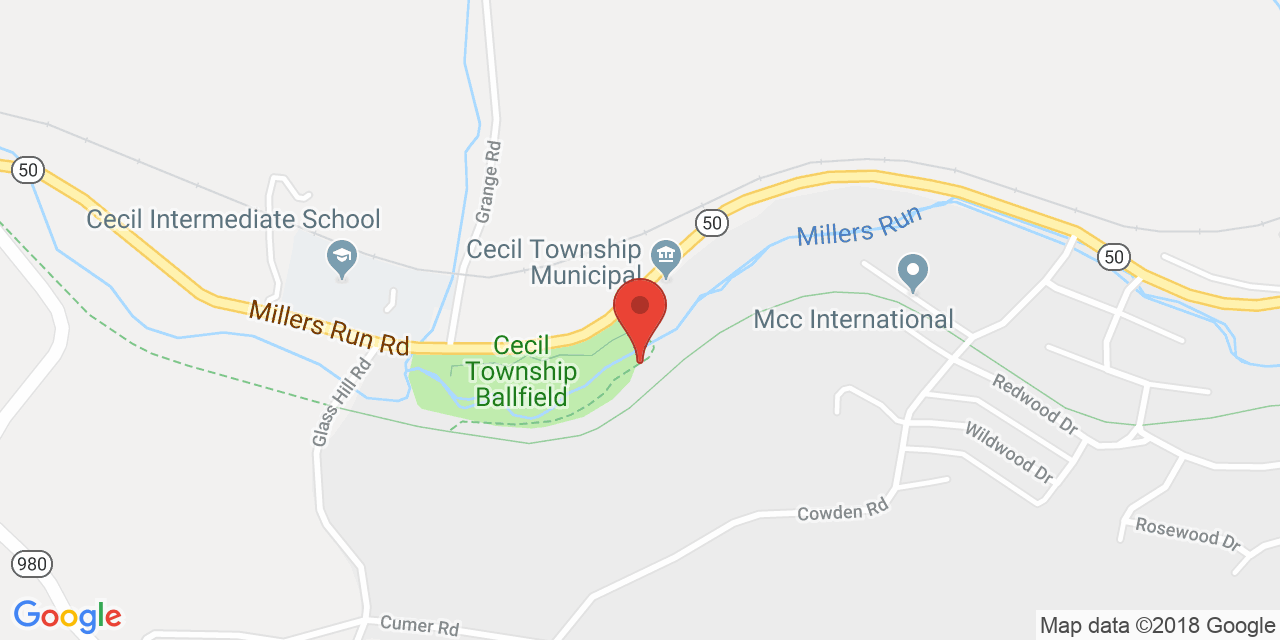 50
Grange Rd
Cecil Intermediate School
50
Millers Run
Cecil Township
Municipal
50
Millers Run Rd
Mcc International
Cecil
Township
Ballfield
Glass Hill Rd
Redwood Dr
Wildwood Dr
Cowden Rd
Rosewood Dr
980
Google
Cumer Rd
Map data ©2018 Google